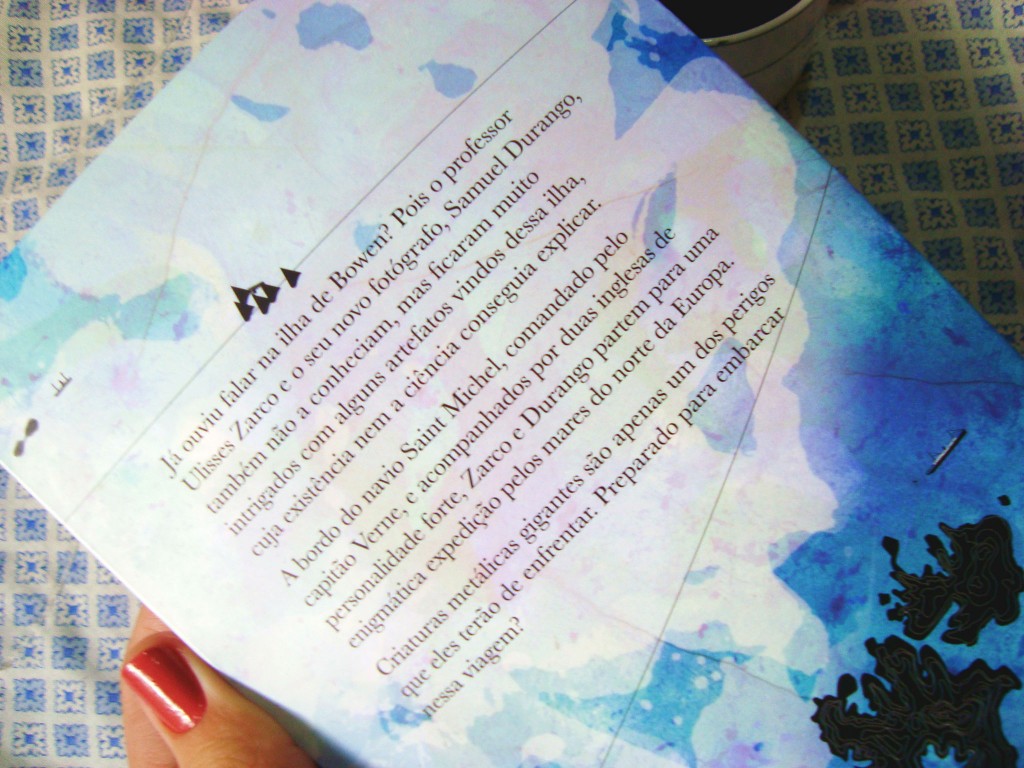 Já ouviu falar na ilha de Bowen? Pois o professor
Ulisses Zarco e o seu novo fotógrafo, Samuel Durango,
também não a conheciam, mas ficaram muito
intrigados com alguns artefatos vindos dessa ilha,
cuja existência nem a ciência conseguia explicar.
A bordo do navio Saint Michel, comandado pelo
capitão Verne, e acompanhados por duas inglesas de
personalidade forte, Zarco e Durango partem para uma
enigmática expedição pelos mares do norte da Europa.
Criaturas metálicas gigantes são apenas um dos perigos
que eles terão de enfrentar. Preparado para embarcar
nessa viagem?